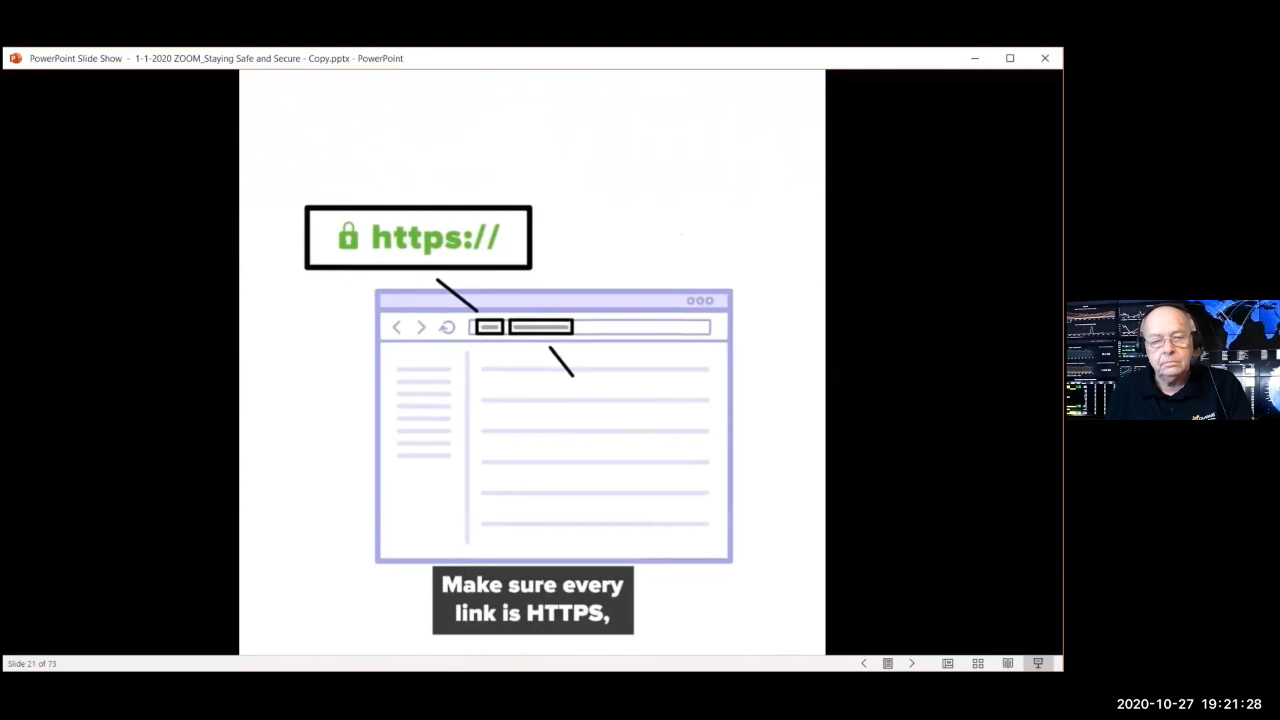 PowerPoint Slide Show - 1-1-2020 ZOOM_Staying Safe and Secure - Copy.pptx - PowerPoint
https://
Make sure every
link is HTTPS,
Slide 21 of 73
2020-10-27 19:21:28